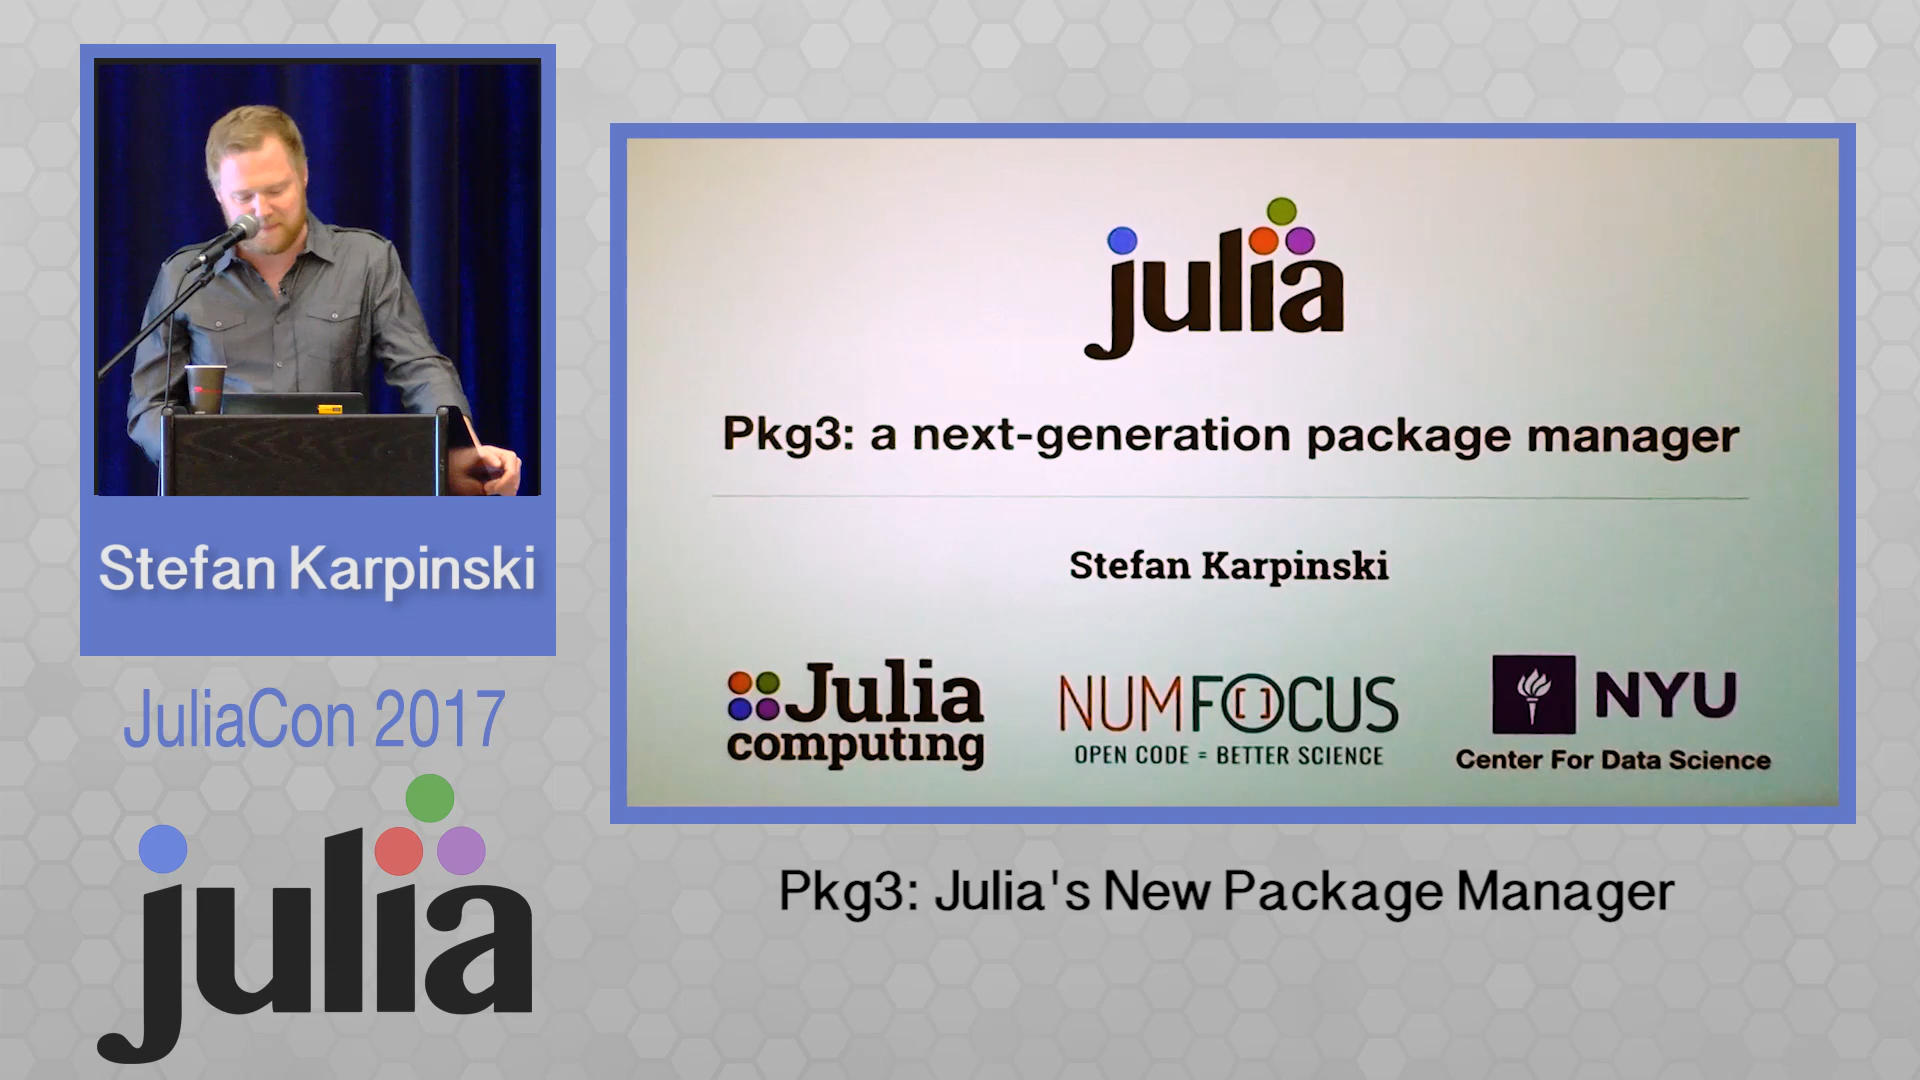 Stefan Karpinski
JuliaCon 2017
julia
julia
Pkg3: a next-generation package manager
Stefan Karpinski
Julia
computing
NUMFOCUS
OPEN CODE = BETTER SCIENCE
NYU
Center For Data Science
Pkg3: Julia's New Package Manager